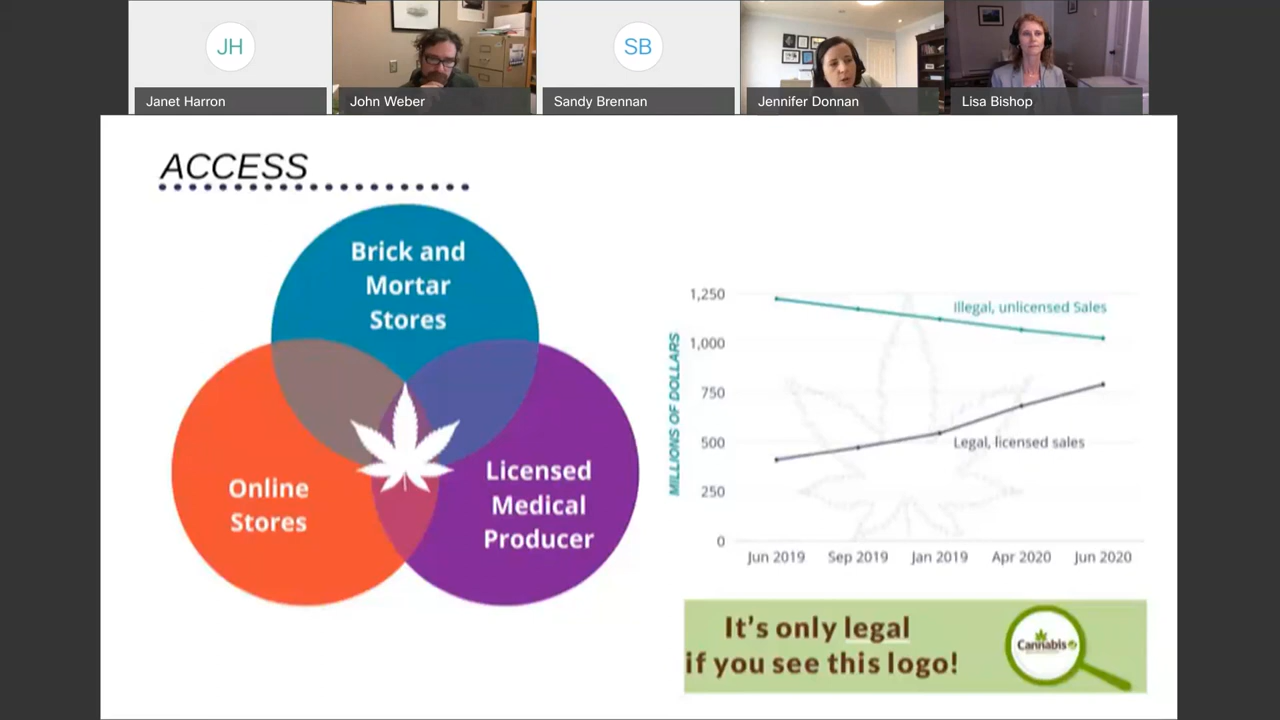 JH
SB
Janet Harron
John Weber
Sandy Brennan
Jennifer Donnan
Lisa Bishop
ACCESS
Brick and
Mortar
Stores
Online
Stores
Licensed
Medical
Producer
MILLIONS OF DOLLARS
1,250
1,000
750
500
250
0
Illegal, unlicensed Sales
Legal, licensed sales
Jun 2019
Sep 2019
Jan 2019
Apr 2020
Jun 2020
It's only legal
if you see this logo!
Cannabis